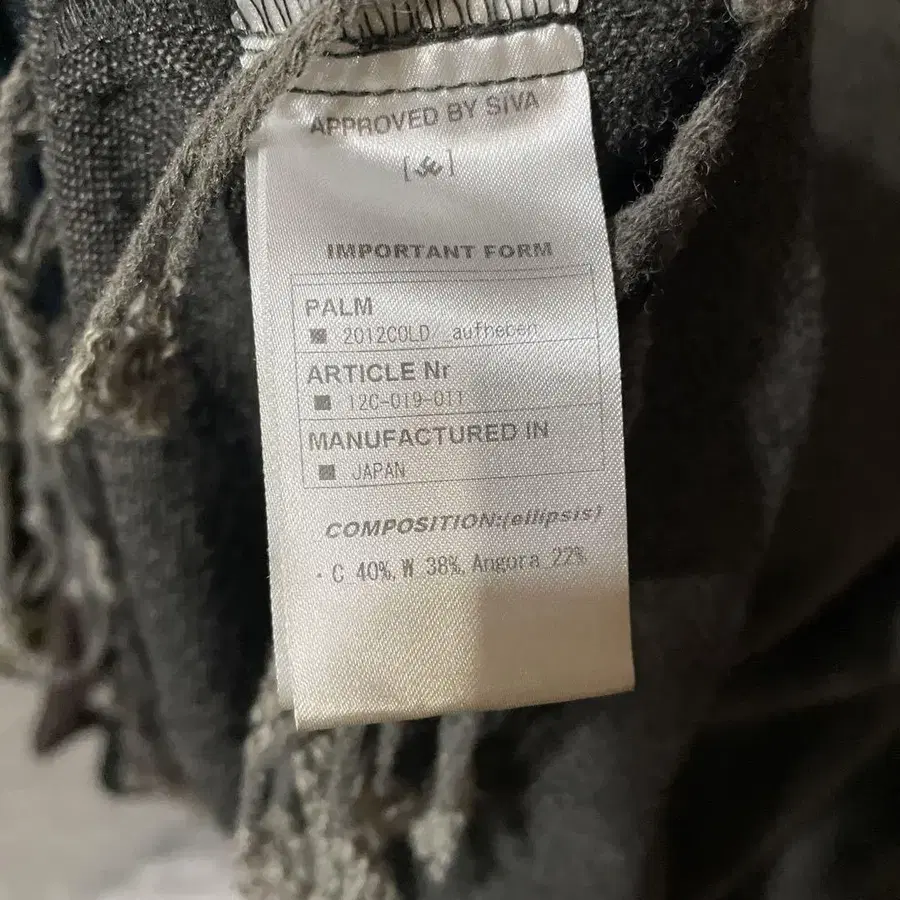 APPROVED BY SIVA
IMPORTANT FORM
PALM
■ 2012COLD/ aufheben
ARTICLE Nr
■ 12C-019-011
MANUFACTURED IN
■ JAPAN
COMPOSITION:(ellipsis)
・C 40%, W 38%, Angora 22%